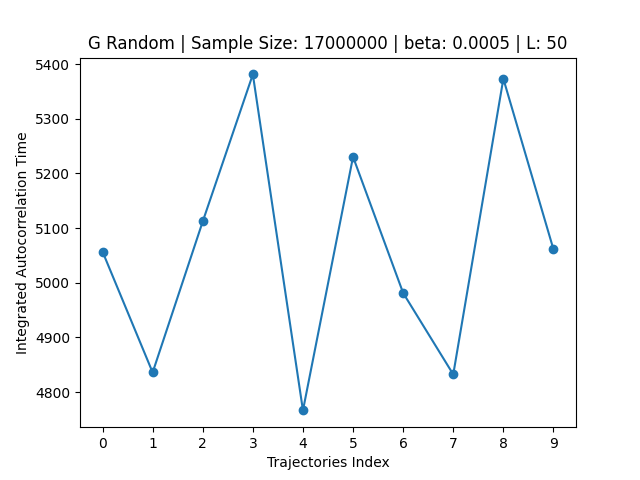 G Random | Sample Size: 17000000 | beta: 0.0005 | L: 50
Integrated Autocorrelation Time
5400
5300
5200
5100
5000
4900
4800
0 1 2 3 4 5 6 7 8 9
Trajectories Index